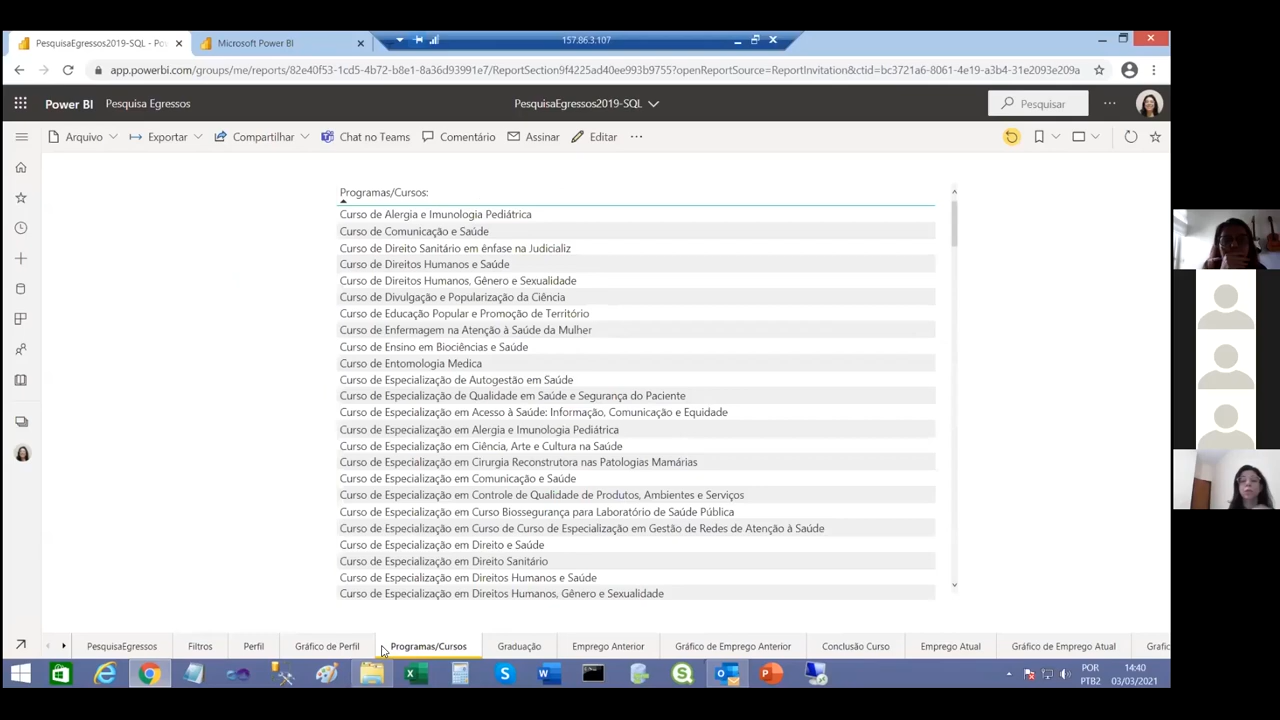 PesquisaEgressos2019-SQL - Po
Microsoft Power BI
157.86.3.107
app.powerbi.com/groups/me/reports/82e40f53-1cd5-4b72-b8e1-8a36d93991e7/ReportSection9f4225ad40ee993b9755?openReportSource=ReportInvitation&ctid=bc3721a6-8061-4e19-a3b4-31e2093e209a
Power BI
Pesquisa Egressos
PesquisaEgressos2019-SQL
Pesquisar
Arquivo
Exportar
Compartilhar
Chat no Teams
Comentário
Assinar
Editar
Programas/Cursos:
Curso de Alergia e Imunologia Pediátrica
Curso de Comunicação e Saúde
Curso de Direito Sanitário em ênfase na Judicializ
Curso de Direitos Humanos e Saúde
Curso de Direitos Humanos, Gênero e Sexualidade
Curso de Divulgação e Popularização da Ciência
Curso de Educação Popular e Promoção de Território
Curso de Enfermagem na Atenção à Saúde da Mulher
Curso de Ensino em Biociências e Saúde
Curso de Entomologia Medica
Curso de Especialização de Autogestão em Saúde
Curso de Especialização de Qualidade em Saúde e Segurança do Paciente
Curso de Especialização em Acesso à Saúde: Informação, Comunicação e Equidade
Curso de Especialização em Alergia e Imunologia Pediátrica
Curso de Especialização em Ciência, Arte e Cultura na Saúde
Curso de Especialização em Cirurgia Reconstrutora nas Patologias Mamárias
Curso de Especialização em Comunicação e Saúde
Curso de Especialização em Controle de Qualidade de Produtos, Ambientes e Serviços
Curso de Especialização em Curso Biossegurança para Laboratório de Saúde Pública
Curso de Especialização em Curso de Curso de Especialização em Gestão de Redes de Atenção à Saúde
Curso de Especialização em Direito e Saúde
Curso de Especialização em Direito Sanitário
Curso de Especialização em Direitos Humanos e Saúde
Curso de Especialização em Direitos Humanos, Gênero e Sexualidade
PesquisaEgressos
Filtros
Perfil
Gráfico de Perfil
Programas/Cursos
Graduação
Emprego Anterior
Gráfico de Emprego Anterior
Conclusão Curso
Emprego Atual
Gráfico de Emprego Atual
Grafic
POR
PTB2
14:40
03/03/2021